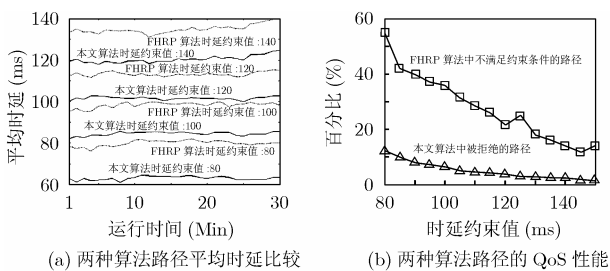 140
120
100
80
60
平均时延 (ms)
FHRP 算法时延约束值:140
本文算法时延约束值:140
FHRP 算法时延约束值:120
本文算法时延约束值:120
FHRP 算法时延约束值:100
本文算法时延约束值:100
FHRP 算法时延约束值:80
本文算法时延约束值:80
1 10 20 30
运行时间 (Min)
(a) 两种算法路径平均时延比较
60
40
20
0
百分比 (%)
FHRP 算法中不满足约束条件的路径
本文算法中被拒绝的路径
80 100 120 140
时延约束值 (ms)
(b) 两种算法路径的 QoS 性能